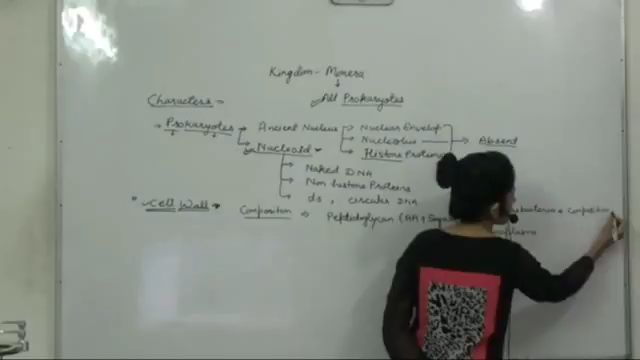 Kingdom - Monera
All Prokaryotes
Characters -
Prokaryotes → Ancient Nucleus → Nuclear Envelop
Nucleolus → Absent
Nucleoid → Histone Proteins
Naked DNA
Non histone Proteins
ds, circular DNA
Cell Wall → Composition ⇒ Peptidoglycan (AA + Composition